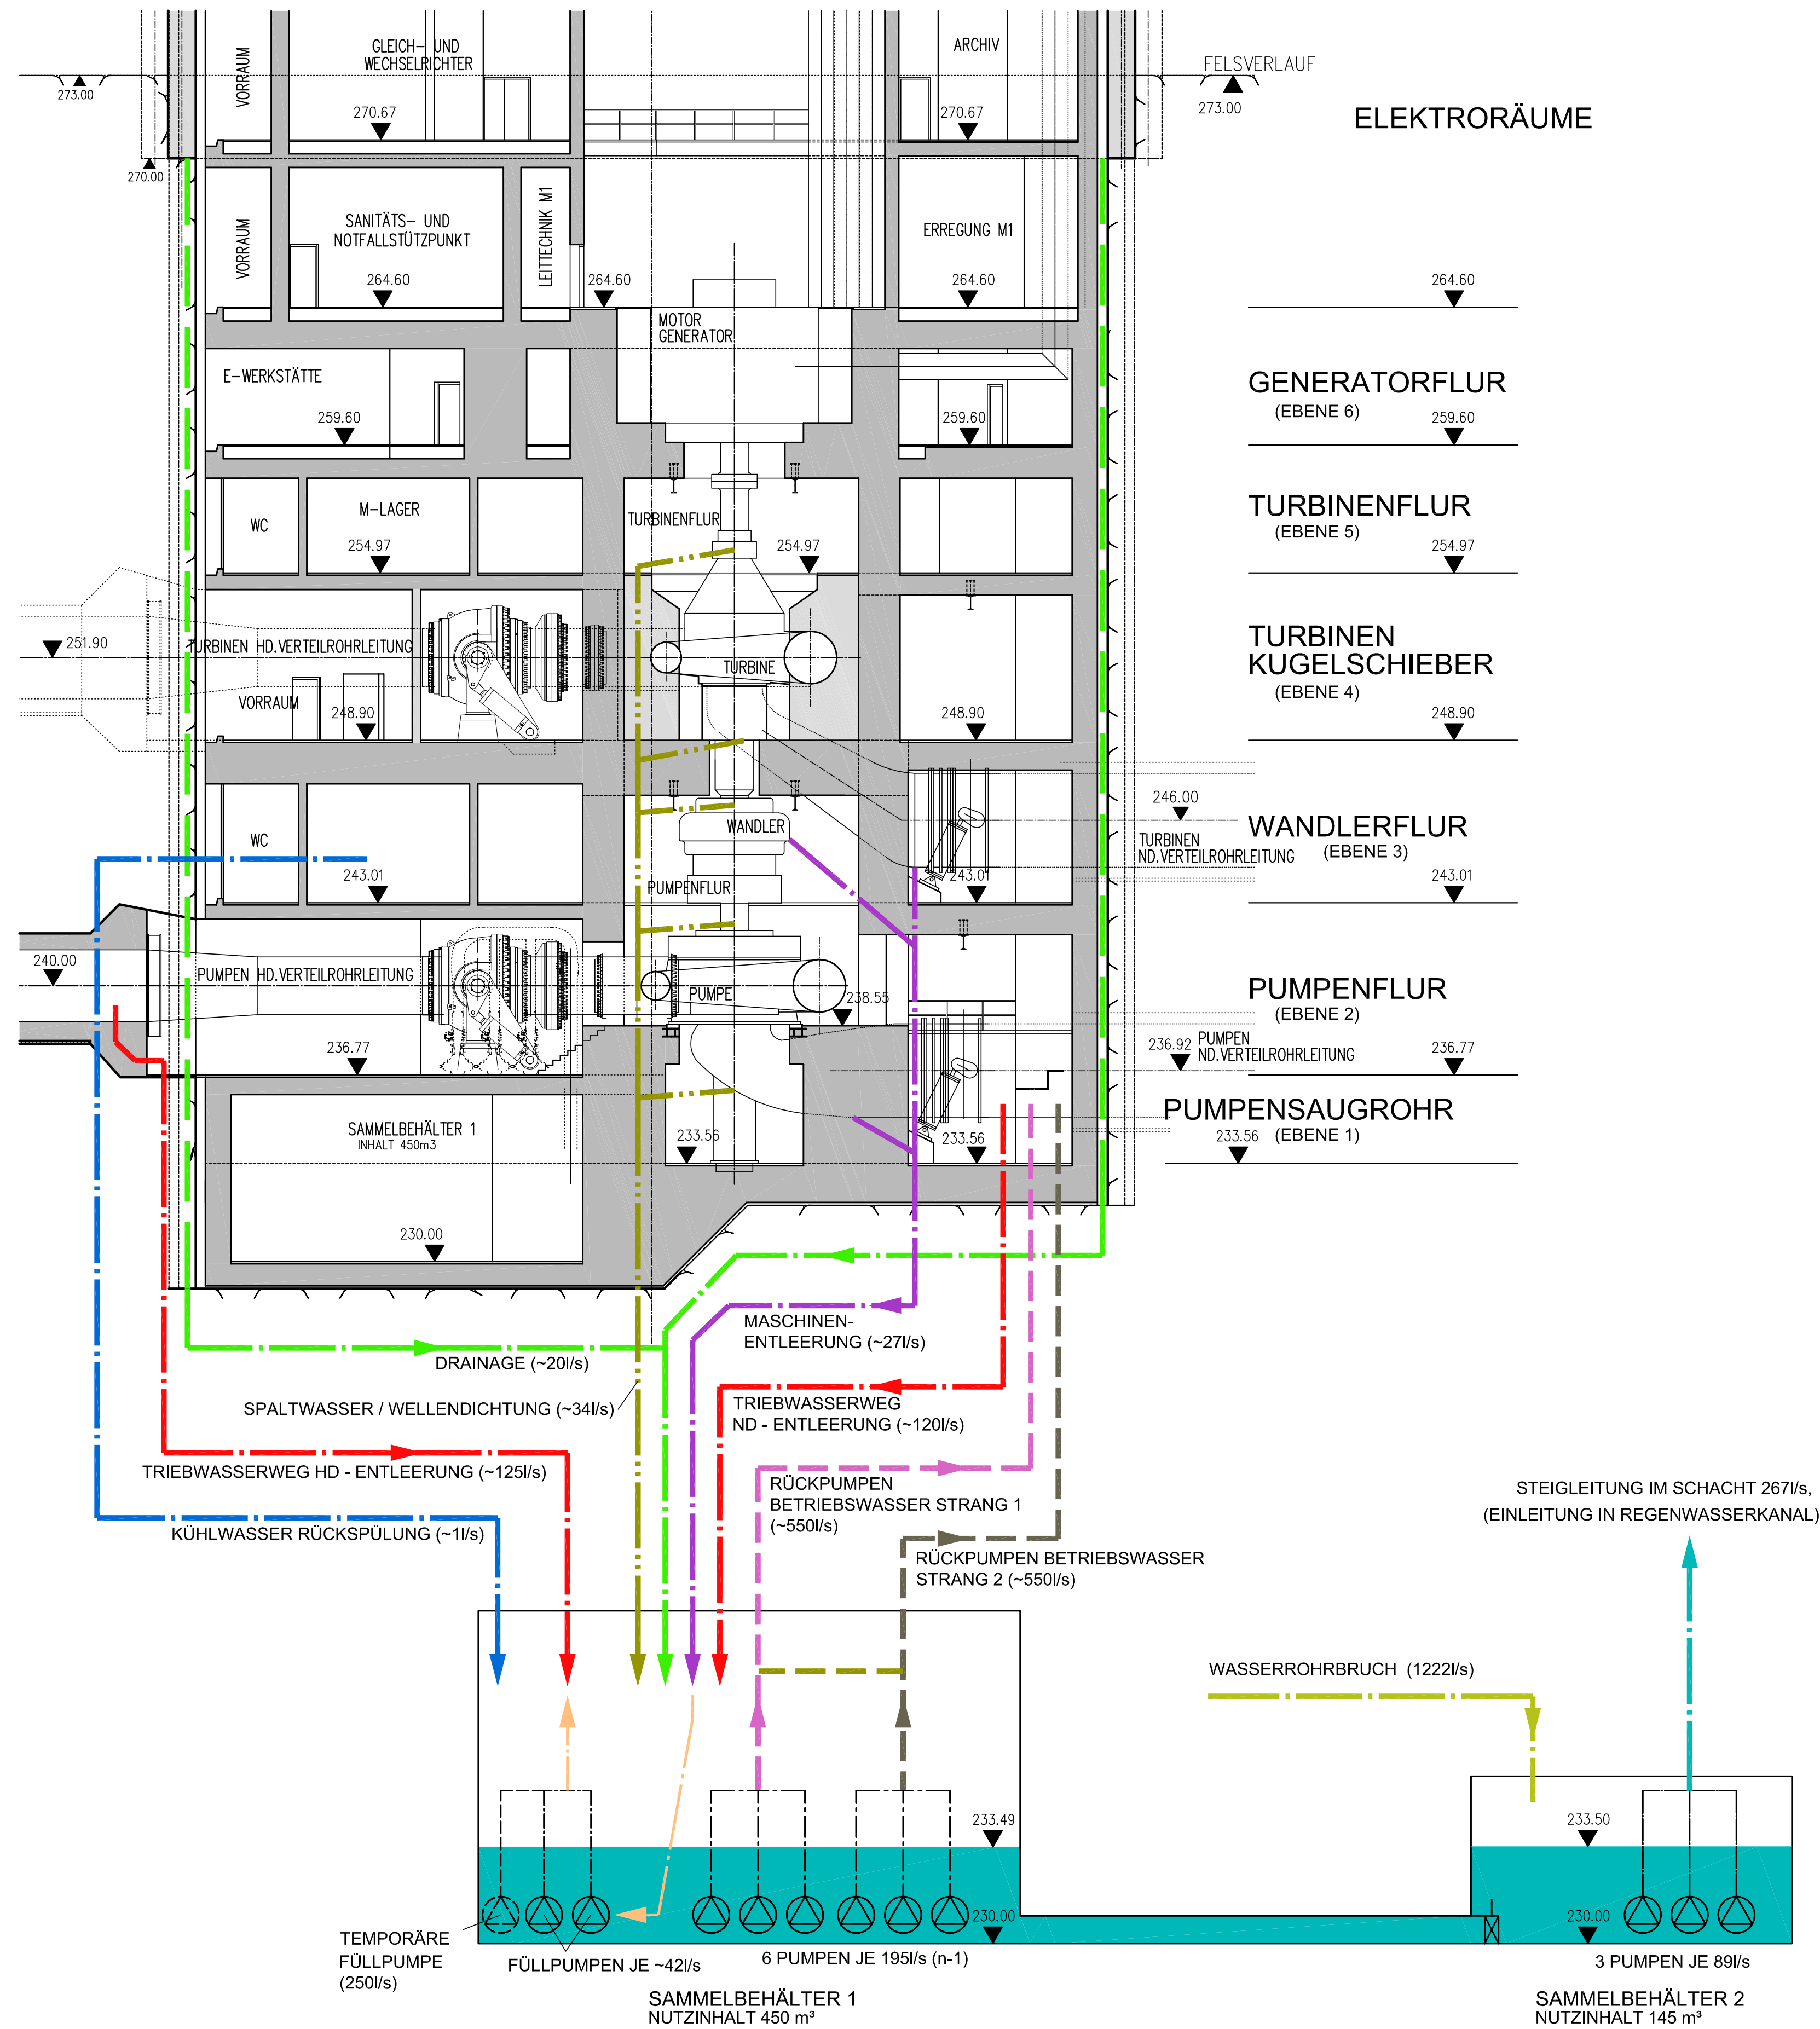 VORRAUM
GLEICH- UND
WECHSELRICHTER
ARCHIV
FELSVERLAUF
273.00
273.00
270.67
270.67
ELEKTRORÄUME
270.00
VORRAUM
SANITÄTS- UND
NOTFALLSTÜTZPUNKT
LEITTECHNIK M1
ERREGUNG M1
264.60
264.60
264.60
264.60
MOTOR
GENERATOR
E-WERKSTÄTTE
GENERATORFLUR
(EBENE 6)
259.60
259.60
259.60
WC
M-LAGER
TURBINENFLUR
TURBINENFLUR
(EBENE 5)
254.97
254.97
254.97
251.90
TURBINEN HD.VERTEILROHRLEITUNG
TURBINE
TURBINEN
KUGELSCHIEBER
(EBENE 4)
VORRAUM
248.90
248.90
248.90
246.00
WC
WANDLER
TURBINEN
ND.VERTEILROHRLEITUNG
WANDLERFLUR
(EBENE 3)
243.01
PUMPENFLUR
243.01
243.01
240.00
PUMPEN HD.VERTEILROHRLEITUNG
PUMPE
238.55
PUMPENFLUR
(EBENE 2)
236.77
236.92
PUMPEN
ND.VERTEILROHRLEITUNG
236.77
SAMMELBEHÄLTER 1
INHALT 450m3
PUMPENSAUGROHR
(EBENE 1)
233.56
233.56
233.56
230.00
MASCHINEN-
ENTLEERUNG (~27l/s)
DRAINAGE (~20l/s)
SPALTWASSER / WELLENDICHTUNG (~34l/s)
TRIEBWASSERWEG
ND - ENTLEERUNG (~120l/s)
TRIEBWASSERWEG HD - ENTLEERUNG (~125l/s)
RÜCKPUMPEN
BETRIEBSWASSER STRANG 1
(~550l/s)
STEIGLEITUNG IM SCHACHT 267l/s,
(EINLEITUNG IN REGENWASSERKANAL)
KÜHLWASSER RÜCKSPÜLUNG (~1l/s)
RÜCKPUMPEN BETRIEBSWASSER
STRANG 2 (~550l/s)
WASSERROHRBRUCH (1222l/s)
233.49
233.50
230.00
230.00
TEMPORÄRE
FÜLLPUMPE
(250l/s)
FÜLLPUMPEN JE ~42l/s
6 PUMPEN JE 195l/s (n-1)
3 PUMPEN JE 89l/s
SAMMELBEHÄLTER 1
NUTZINHALT 450 m³
SAMMELBEHÄLTER 2
NUTZINHALT 145 m³